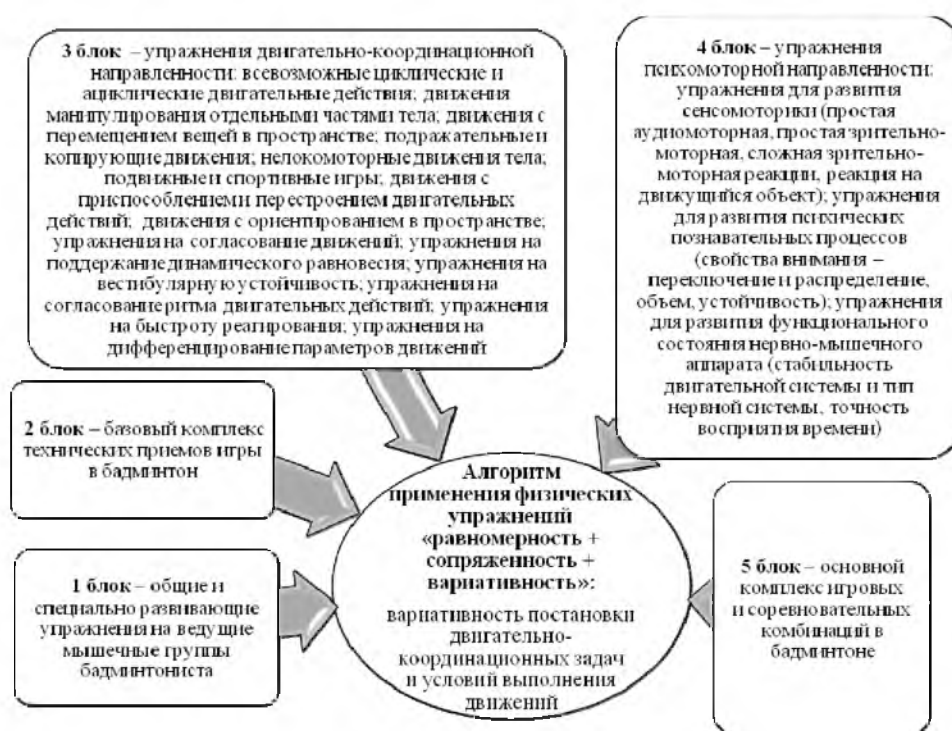 3 блок – упражнения двигательно-координационной
направленности: всевозможные циклические и
ациклические двигательные действия; движения
манипулирования отдельными частями тела; движения с
перемещением вещей в пространстве; подражательные и
копирующие движения; нелокомоторные движения тела;
подвижные и спортивные игры; движения с
приспособлением и перестроением двигательных
действий; движения с ориентированием в пространстве;
упражнения на согласование движений; упражнения на
поддержание динамического равновесия; упражнения на
вестибулярную устойчивость; упражнения на
согласование ритма двигательных действий; упражнения
на быстроту реагирования; упражнения на
дифференцирование параметров движений
4 блок – упражнения
психомоторной направленности:
упражнения для развития
сенсомоторики (простая
аудиомоторная, простая зрительно-
моторная, сложная зрительно-
моторная реакции, реакция на
движущийся объект); упражнения
для развития психических
познавательных процессов
(свойства внимания –
переключение и распределение,
объем, устойчивость); упражнения
для развития функционального
состояния нервно-мышечного
аппарата (стабильность
двигательной системы и тип
нервной системы, точность
восприятия времени)
2 блок – базовый комплекс
технических приемов игры
в бадминтон
1 блок – общие и
специально развивающие
упражнения на ведущие
мышечные группы
бадминтониста
Алгоритм
применения физических
упражнений
«равномерность +
сопряженность +
вариативность»:
вариативность постановки
двигательно-
координационных задач
и условий выполнения
движений
5 блок – основной
комплекс игровых
и соревновательных
комбинаций в
бадминтоне